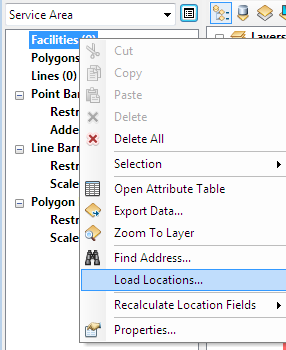 Service Area
Facilities (0)
Polygons
Lines (0)
Point Barr
Restr
Adde
Line Barr
Restr
Scale
Polygon
Restr
Scale
Layers
Cut
Copy
Paste
Delete
Delete All
Selection
Open Attribute Table
Export Data...
Zoom To Layer
Find Address...
Load Locations...
Recalculate Location Fields
Properties...